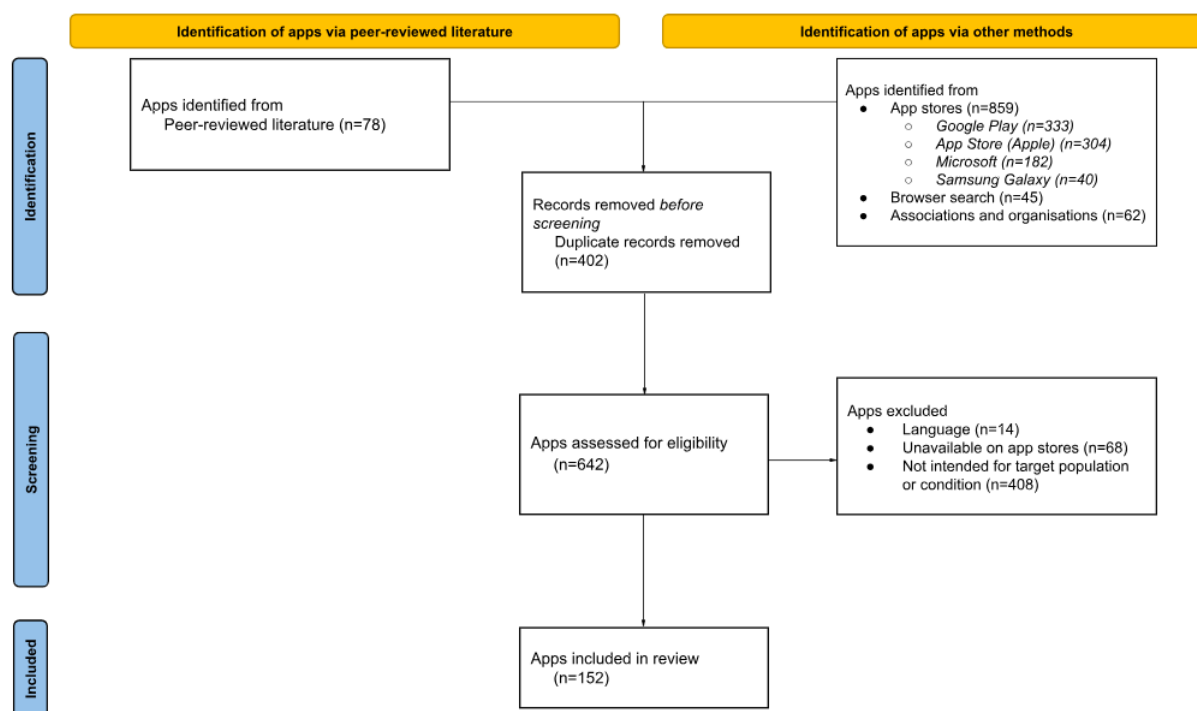 Identification of apps via peer-reviewed literature
Identification of apps via other methods
Identification
Apps identified from
Peer-reviewed literature (n=78)
Apps identified from
● App stores (n=859)
○ Google Play (n=333)
○ App Store (Apple) (n=304)
○ Microsoft (n=182)
○ Samsung Galaxy (n=40)
● Browser search (n=45)
● Associations and organisations (n=62)
Records removed before
screening
Duplicate records removed
(n=402)
Screening
Apps assessed for eligibility
(n=642)
Apps excluded
● Language (n=14)
● Unavailable on app stores (n=68)
● Not intended for target population
or condition (n=408)
Included
Apps included in review
(n=152)